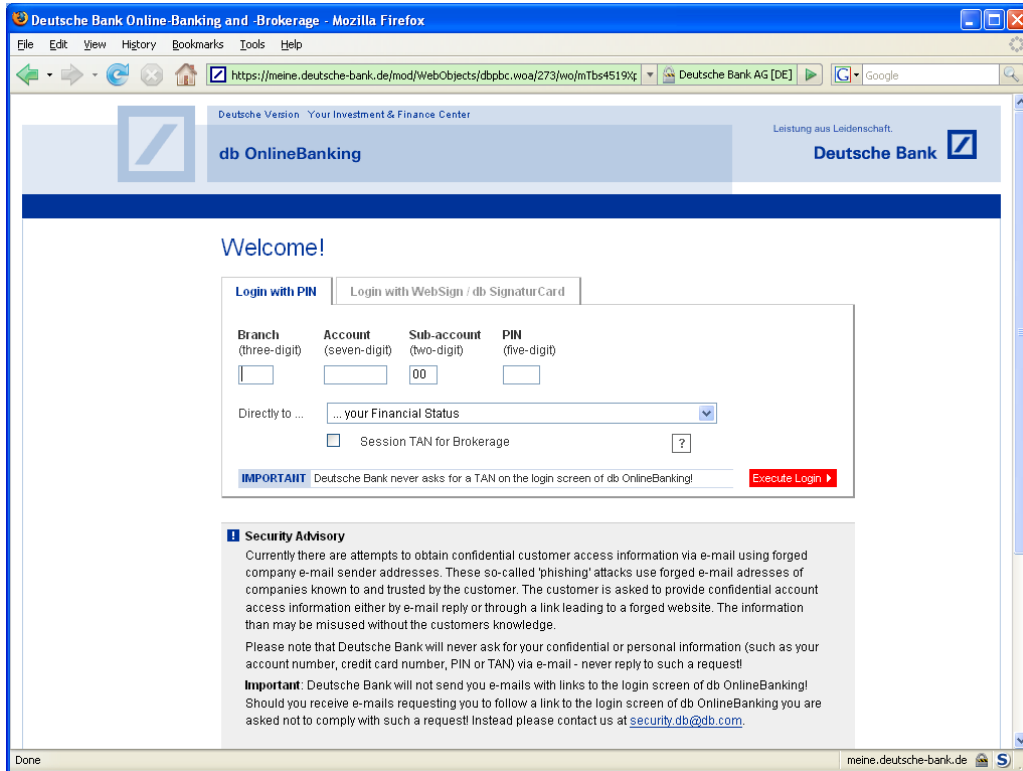 Deutsche Bank Online-Banking and -Brokerage - Mozilla Firefox
File Edit View History Bookmarks Tools Help
https://meine.deutsche-bank.de/mod/WebObjects/dbpbc.woa/273/wo/mTbs4519Xp Deutsche Bank AG [DE] G Google
Deutsche Version Your Investment & Finance Center
Leistung aus Leidenschaft.
db OnlineBanking
Deutsche Bank
Welcome!
Login with PIN Login with WebSign / db SignaturCard
Branch Account Sub-account PIN
(three-digit) (seven-digit) (two-digit) (five-digit)
00
Directly to ... ... your Financial Status
Session TAN for Brokerage ?
IMPORTANT Deutsche Bank never asks for a TAN on the login screen of db OnlineBanking! Execute Login
! Security Advisory
Currently there are attempts to obtain confidential customer access information via e-mail using forged
company e-mail sender addresses. These so-called 'phishing' attacks use forged e-mail adresses of
companies known to and trusted by the customer. The customer is asked to provide confidential account
access information either by e-mail reply or through a link leading to a forged website. The information
than may be misused without the customers knowledge.
Please note that Deutsche Bank will never ask for your confidential or personal information (such as your
account number, credit card number, PIN or TAN) via e-mail - never reply to such a request!
Important: Deutsche Bank will not send you e-mails with links to the login screen of db OnlineBanking!
Should you receive e-mails requesting you to follow a link to the login screen of db OnlineBanking you are
asked not to comply with such a request! Instead please contact us at security.db@db.com.
Done meine.deutsche-bank.de S